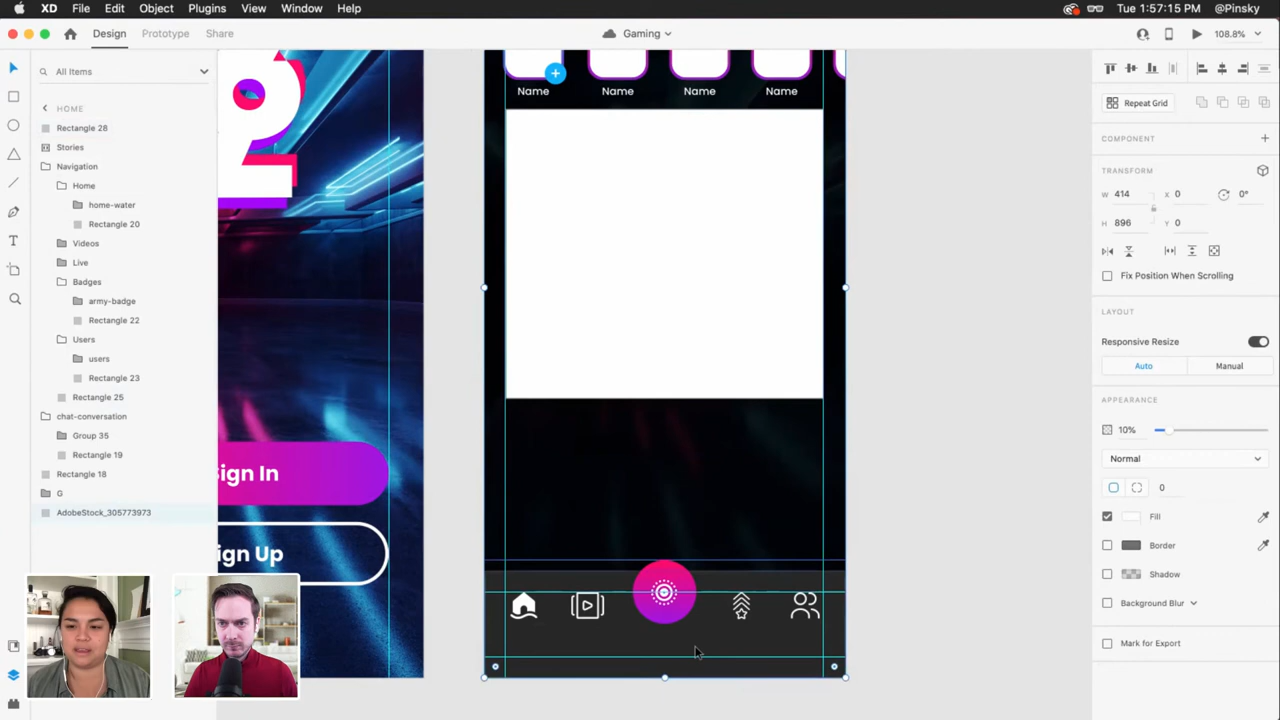 XD File Edit Object Plugins View Window Help
Tue 1:57:15 PM @Pinsky
Design Prototype Share
Gaming
108.8%
All Items
HOME
Rectangle 28
Stories
Navigation
Home
home-water
Rectangle 20
Videos
Live
Badges
army-badge
Rectangle 22
Users
users
Rectangle 23
Rectangle 25
chat-conversation
Group 35
Rectangle 19
Rectangle 18
G
AdobeStock_305773973
Sign In
ign Up
Name Name Name Name
Repeat Grid
COMPONENT
TRANSFORM
W 414 X 0 0°
H 896 Y 0
Fix Position When Scrolling
LAYOUT
Responsive Resize
Auto Manual
APPEARANCE
10%
Normal
0
Fill
Border
Shadow
Background Blur
Mark for Export